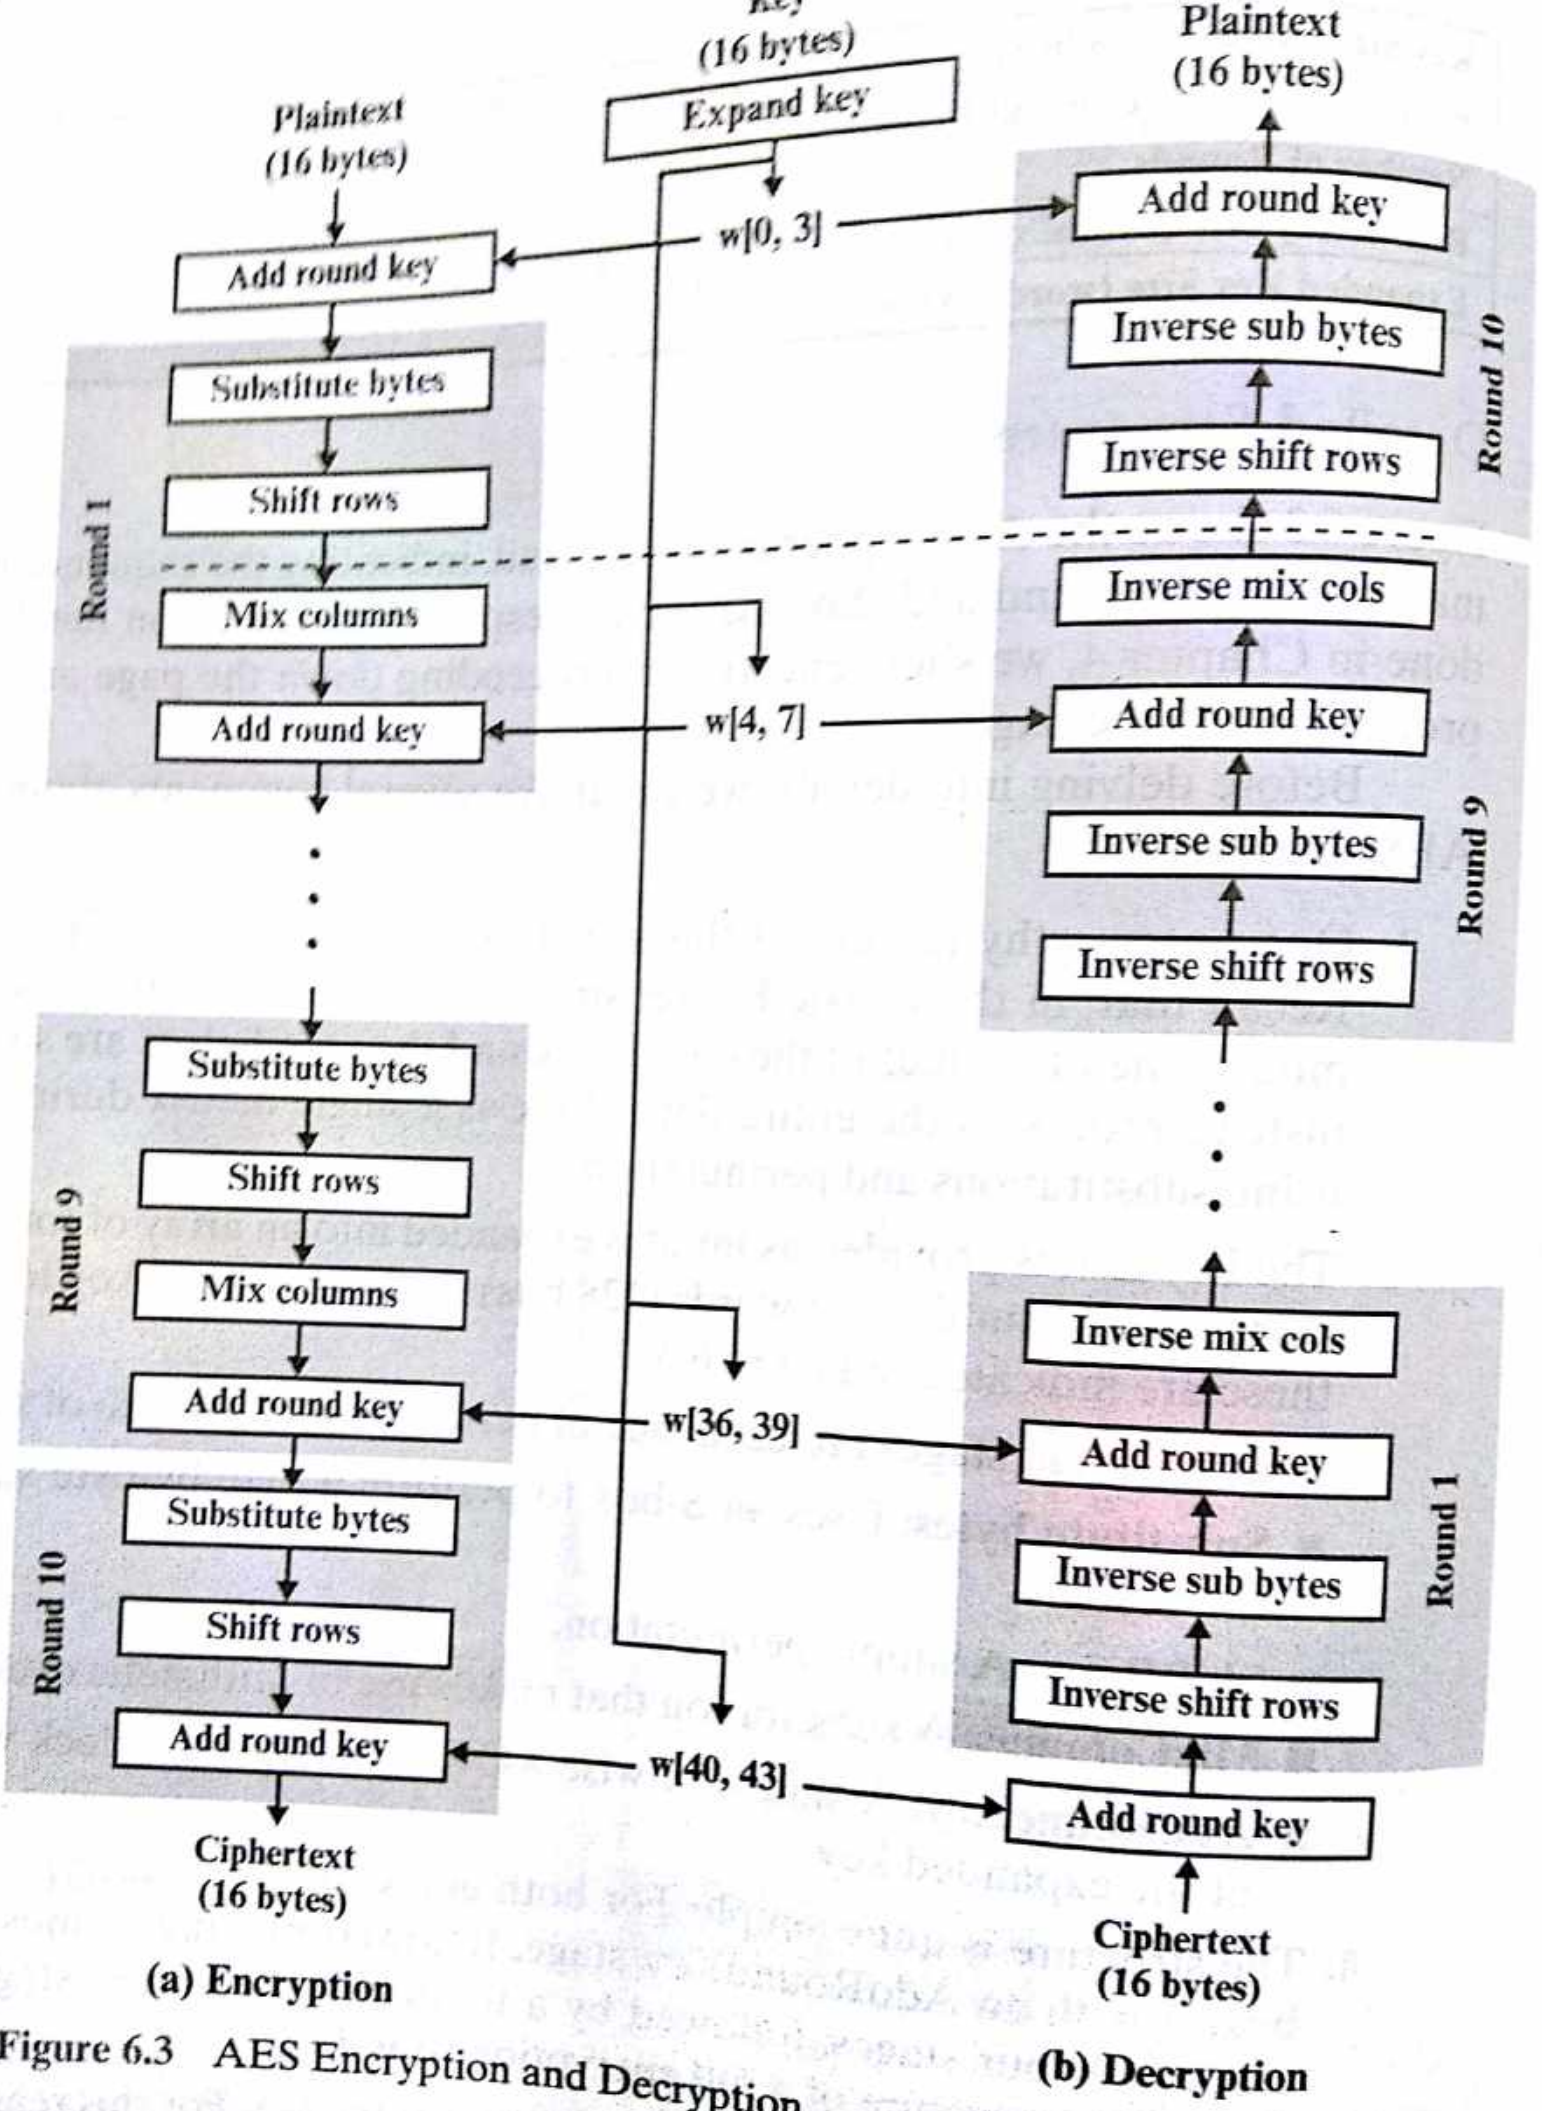 Key
(16 bytes)
Expand key
Plaintext
(16 bytes)
Add round key
Substitute bytes
Shift rows
Mix columns
Add round key
Round 1
Substitute bytes
Shift rows
Mix columns
Add round key
Round 9
Substitute bytes
Shift rows
Add round key
Round 10
Ciphertext
(16 bytes)
(a) Encryption
w[0, 3]
w[4, 7]
w[36, 39]
w[40, 43]
Plaintext
(16 bytes)
Add round key
Inverse sub bytes
Inverse shift rows
Round 10
Inverse mix cols
Add round key
Inverse sub bytes
Inverse shift rows
Round 9
Inverse mix cols
Add round key
Inverse sub bytes
Inverse shift rows
Round 1
Add round key
Ciphertext
(16 bytes)
(b) Decryption
Figure 6.3 AES Encryption and Decryption